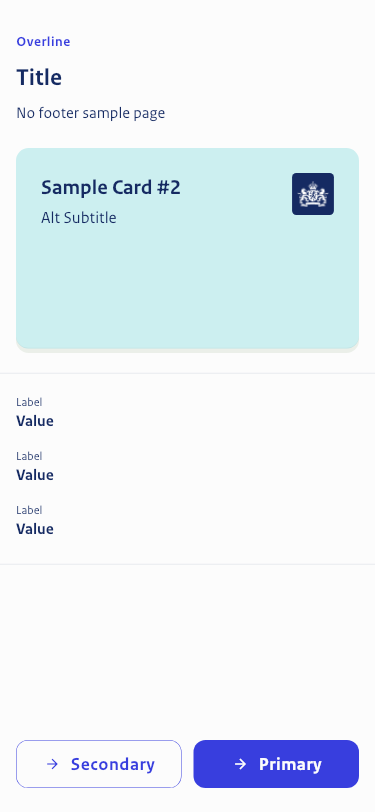 Overline
Title
No footer sample page
Sample Card #2
Alt Subtitle
Label
Value
Label
Value
Label
Value
Secondary
Primary